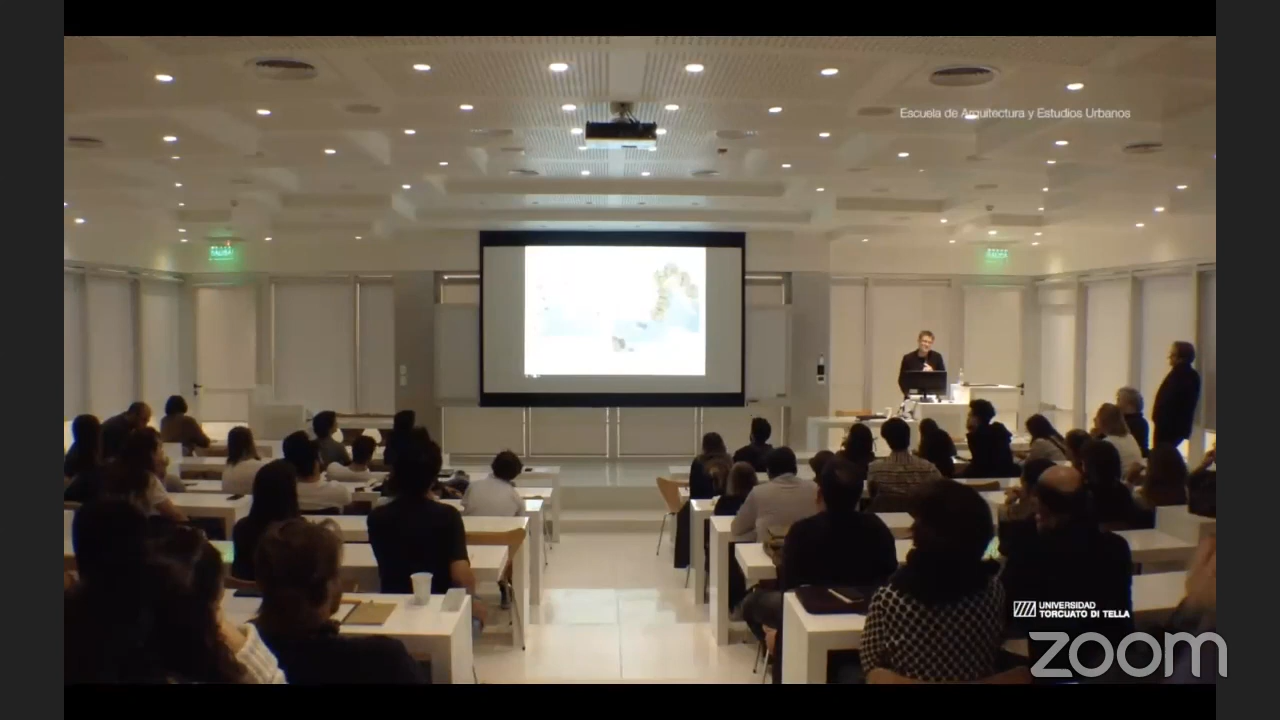 Escuela de Arquitectura y Estudios Urbanos
SALIDA
SALIDA
UNIVERSIDAD
TORCUATO DI TELLA
zoom